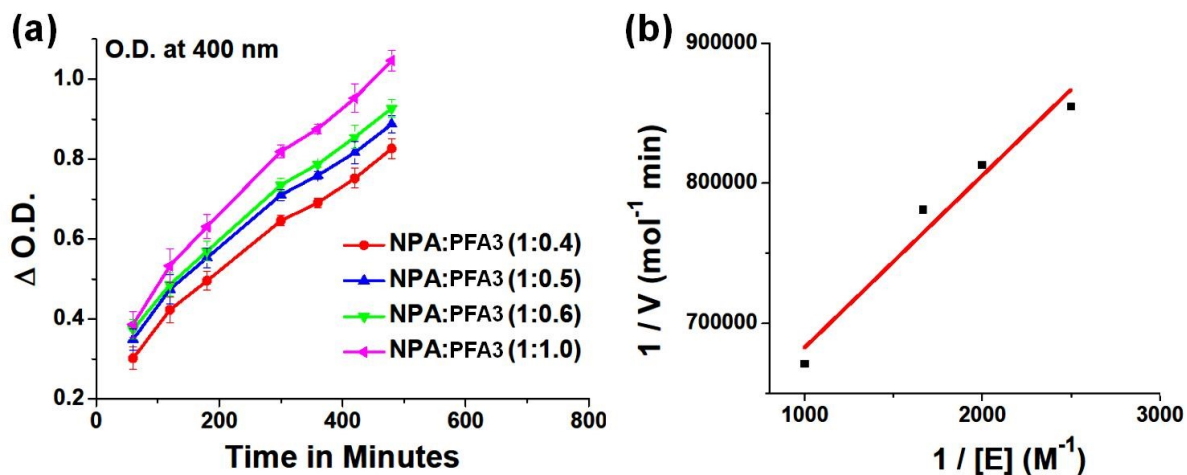 (a)
O.D. at 400 nm
Δ O.D.
1.0
0.8
0.6
0.4
0.2
NPA:PFA3 (1:0.4)
NPA:PFA3 (1:0.5)
NPA:PFA3 (1:0.6)
NPA:PFA3 (1:1.0)
0 200 400 600 800
Time in Minutes
(b)
1 / V (mol⁻¹ min)
900000
800000
700000
1000 2000 3000
1 / [E] (M⁻¹)